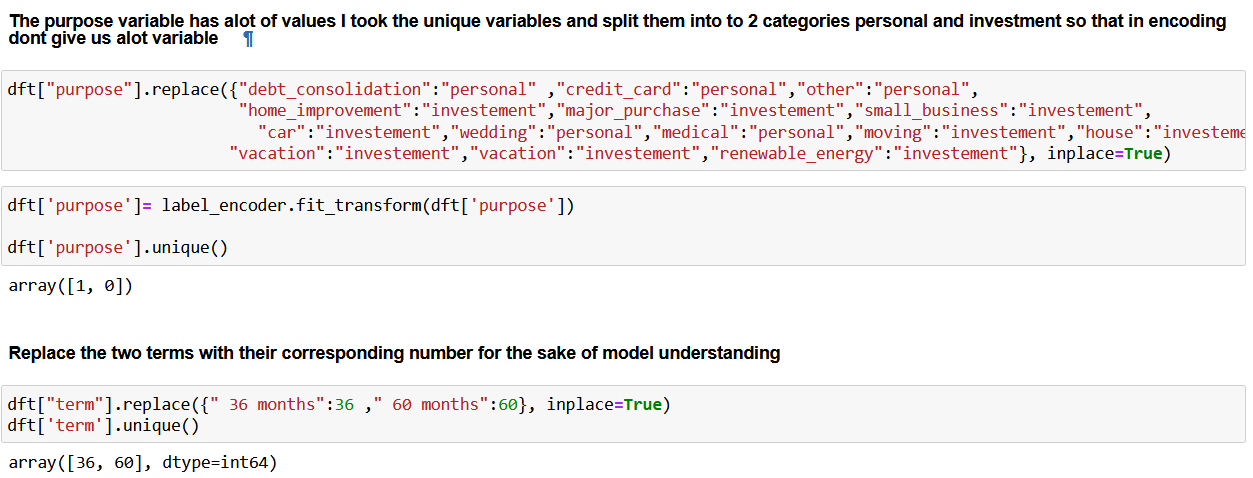 The purpose variable has alot of values I took the unique variables and split them into to 2 categories personal and investment so that in encoding
dont give us alot variable ¶
dft["purpose"].replace({"debt_consolidation":"personal" ,"credit_card":"personal","other":"personal",
"home_improvement":"investement","major_purchase":"investement","small_business":"investement",
"car":"investement","wedding":"personal","medical":"personal","moving":"investement","house":"investeme
"vacation":"investement","vacation":"investement","renewable_energy":"investement"}, inplace=True)
dft['purpose']= label_encoder.fit_transform(dft['purpose'])
dft['purpose'].unique()
array([1, 0])
Replace the two terms with their corresponding number for the sake of model understanding
dft["term"].replace({" 36 months":36 ," 60 months":60}, inplace=True)
dft['term'].unique()
array([36, 60], dtype=int64)